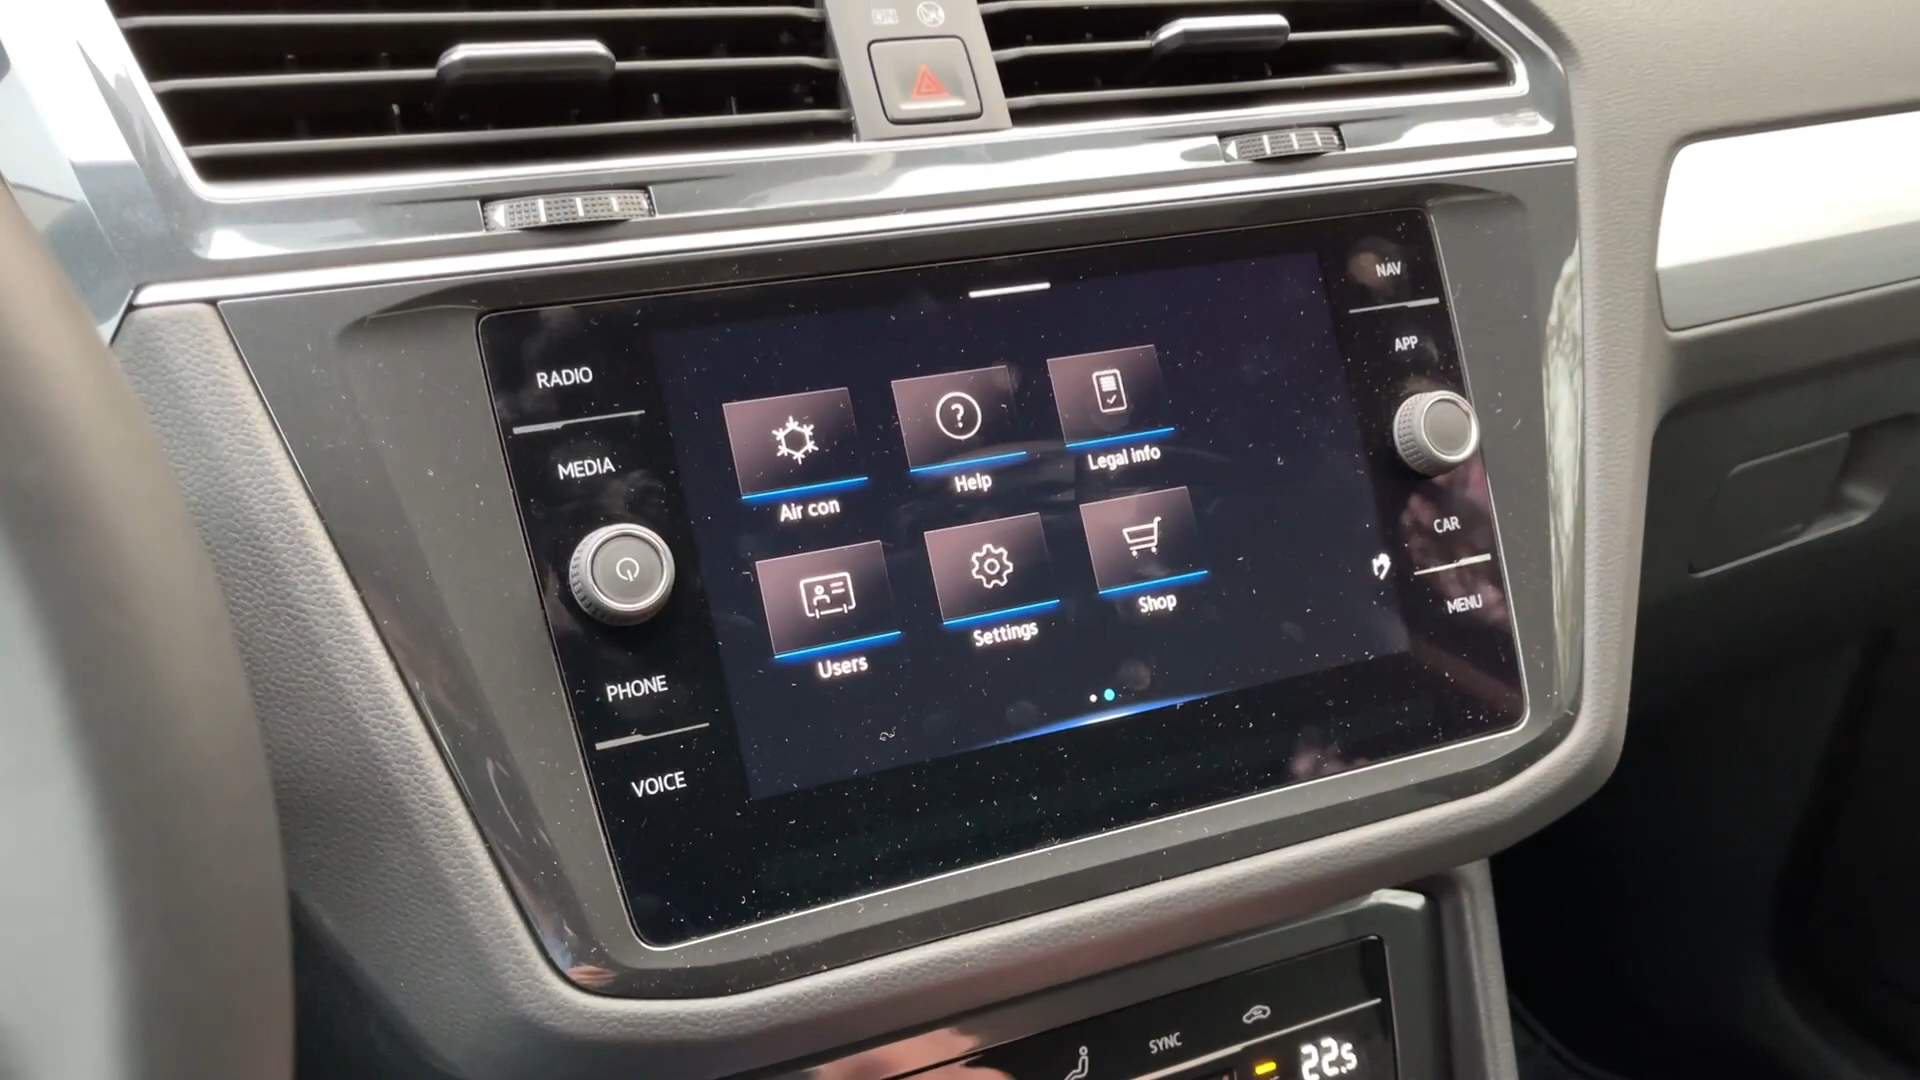 RADIO
MEDIA
PHONE
VOICE
Air con
Help
Legal info
Users
Settings
Shop
NAV
APP
CAR
MENU
SYNC
22.5